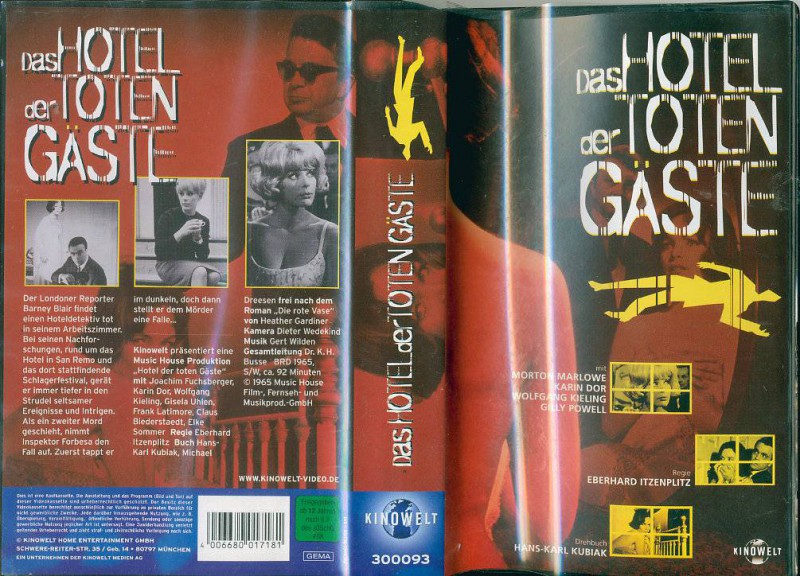 Das HOTEL
der TOTEN
GÄSTE
Der Londoner Reporter
Barney Blair findet
einen Hoteldetektiv tot
in seinem Arbeitszimmer.
Bei seinen Nachfor-
schungen, rund um das
Hotel in San Remo und
das dort stattfindende
Schlagerfestival, gerät
er immer tiefer in den
Strudel seltsamer
Ereignisse und Intrigen.
Als ein zweiter Mord
geschieht, nimmt
Inspektor Forbesa den
Fall auf. Zuerst tappt er
im dunkeln, doch dann
stellt er dem Mörder
eine Falle...
Kinowelt präsentiert eine
Music House Produktion
„Hotel der toten Gäste"
mit Joachim Fuchsberger,
Karin Dor, Wolfgang
Kieling, Gisela Uhlen,
Frank Latimore, Claus
Biederstaedt, Elke
Sommer Regie Eberhard
Itzenplitz Buch Hans-
Karl Kubiak, Michael
Dreesen frei nach dem
Roman „Die rote Vase"
von Heather Gardiner
Kamera Dieter Wedekind
Musik Gert Wilden
Gesamtleitung Dr. K.H.
Busse BRD 1965,
S/W, ca. 92 Minuten
© 1965 Music House
Film-, Fernseh- und
Musikprod.-GmbH
WWW.KINOWELT-VIDEO.DE
© KINOWELT HOME ENTERTAINMENT GMBH
SCHWERE-REITER-STR. 35 / Geb. 14 • 80797 MÜNCHEN
EIN UNTERNEHMEN DER KINOWELT MEDIEN AG
4 006680 017181
GEMA
Das HOTEL der TOTEN GÄSTE
KINOWELT
300093
Das HOTEL
der TOTEN
GÄSTE
mit
MORTON MARLOWE
KARIN DOR
WOLFGANG KIELING
GILLY POWELL
Regie
EBERHARD ITZENPLITZ
Drehbuch
HANS-KARL KUBIAK
KINOWELT